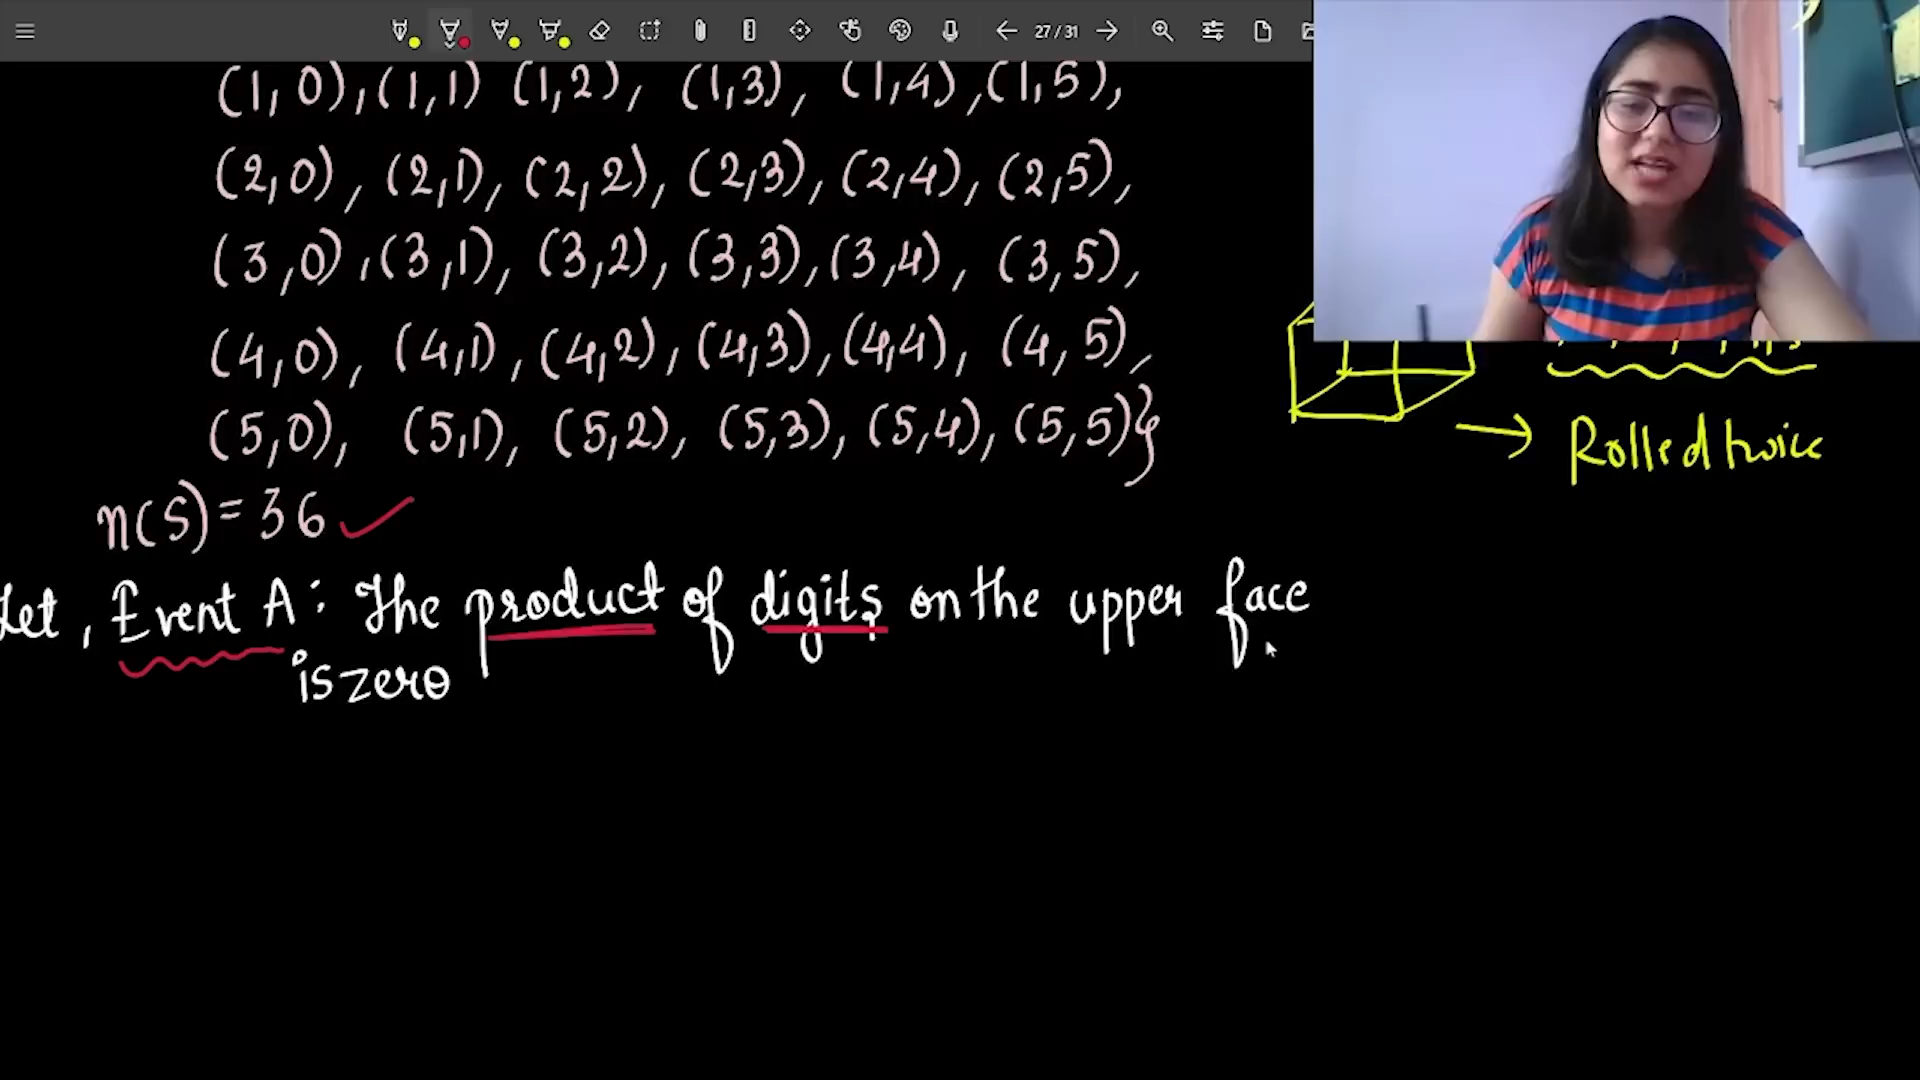 27 / 31
(1,0),(1,1) (1,2), (1,3), (1,4),(1,5),
(2,0), (2,1), (2,2), (2,3), (2,4), (2,5),
(3,0),(3,1), (3,2), (3,3),(3,4), (3,5),
(4,0), (4,1), (4,2), (4,3),(4,4), (4,5),
(5,0), (5,1), (5,2), (5,3), (5,4), (5,5)}
→ Rolled twice
n(S)= 36 ✓
Let, Event A: The product of digits on the upper face
is zero